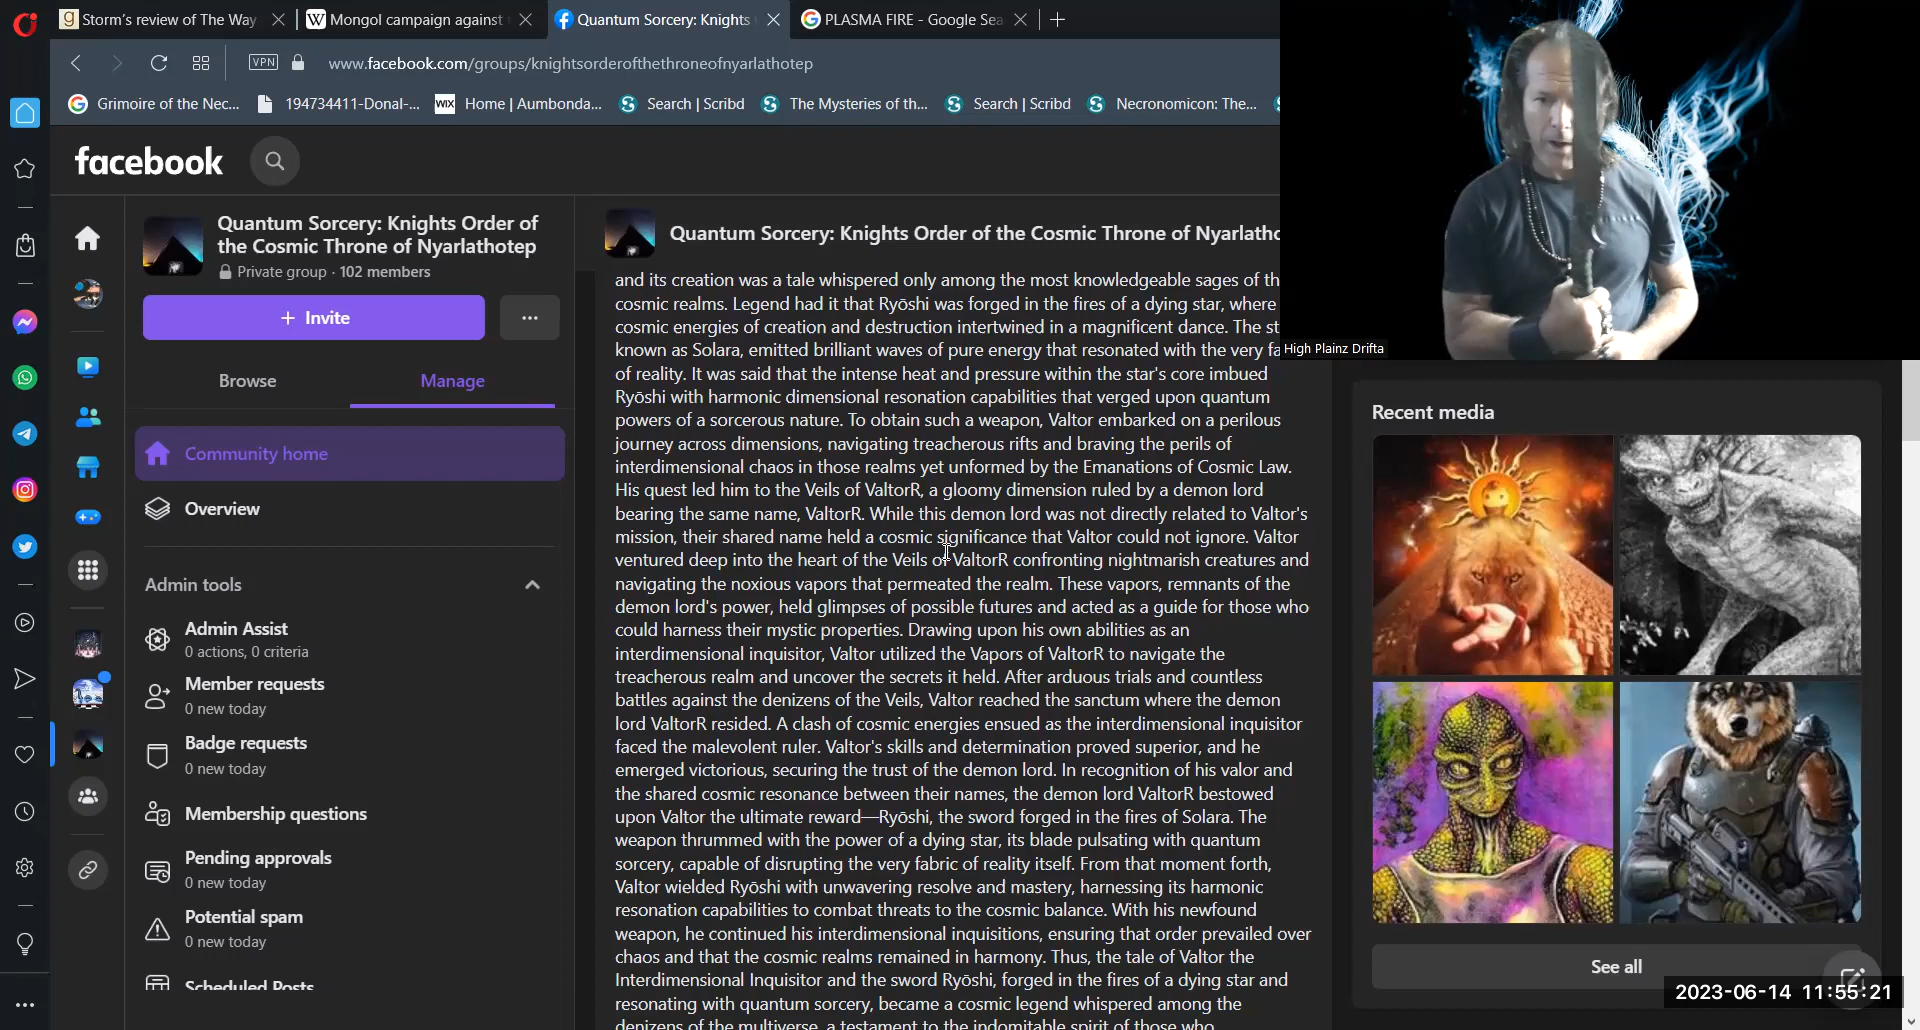 Storm's review of The Way
Mongol campaign against
Quantum Sorcery: Knights
PLASMA FIRE - Google Sea
VPN
www.facebook.com/groups/knightsorderofthethroneofnyarlathotep
Grimoire of the Nec...
194734411-Donal-...
WIX
Home | Aumbonda...
Search | Scribd
The Mysteries of th...
Search | Scribd
Necronomicon: The...
facebook
Quantum Sorcery: Knights Order of
the Cosmic Throne of Nyarlathotep
Private group · 102 members
+ Invite
Browse
Manage
Community home
Overview
Admin tools
Admin Assist
0 actions, 0 criteria
Member requests
0 new today
Badge requests
0 new today
Membership questions
Pending approvals
0 new today
Potential spam
0 new today
Scheduled Posts
Quantum Sorcery: Knights Order of the Cosmic Throne of Nyarlatho
and its creation was a tale whispered only among the most knowledgeable sages of th
cosmic realms. Legend had it that Ryōshi was forged in the fires of a dying star, where
cosmic energies of creation and destruction intertwined in a magnificent dance. The st
known as Solara, emitted brilliant waves of pure energy that resonated with the very fa
of reality. It was said that the intense heat and pressure within the star's core imbued
Ryōshi with harmonic dimensional resonation capabilities that verged upon quantum
powers of a sorcerous nature. To obtain such a weapon, Valtor embarked on a perilous
journey across dimensions, navigating treacherous rifts and braving the perils of
interdimensional chaos in those realms yet unformed by the Emanations of Cosmic Law.
His quest led him to the Veils of ValtorR, a gloomy dimension ruled by a demon lord
bearing the same name, ValtorR. While this demon lord was not directly related to Valtor's
mission, their shared name held a cosmic significance that Valtor could not ignore. Valtor
ventured deep into the heart of the Veils of ValtorR confronting nightmarish creatures and
navigating the noxious vapors that permeated the realm. These vapors, remnants of the
demon lord's power, held glimpses of possible futures and acted as a guide for those who
could harness their mystic properties. Drawing upon his own abilities as an
interdimensional inquisitor, Valtor utilized the Vapors of ValtorR to navigate the
treacherous realm and uncover the secrets it held. After arduous trials and countless
battles against the denizens of the Veils, Valtor reached the sanctum where the demon
lord ValtorR resided. A clash of cosmic energies ensued as the interdimensional inquisitor
faced the malevolent ruler. Valtor's skills and determination proved superior, and he
emerged victorious, securing the trust of the demon lord. In recognition of his valor and
the shared cosmic resonance between their names, the demon lord ValtorR bestowed
upon Valtor the ultimate reward—Ryōshi, the sword forged in the fires of Solara. The
weapon thrummed with the power of a dying star, its blade pulsating with quantum
sorcery, capable of disrupting the very fabric of reality itself. From that moment forth,
Valtor wielded Ryōshi with unwavering resolve and mastery, harnessing its harmonic
resonation capabilities to combat threats to the cosmic balance. With his newfound
weapon, he continued his interdimensional inquisitions, ensuring that order prevailed over
chaos and that the cosmic realms remained in harmony. Thus, the tale of Valtor the
Interdimensional Inquisitor and the sword Ryōshi, forged in the fires of a dying star and
resonating with quantum sorcery, became a cosmic legend whispered among the
denizens of the multiverse, a testament to the indomitable spirit of those who
High Plainz Drifta
Recent media
See all
2023-06-14 11:55:21